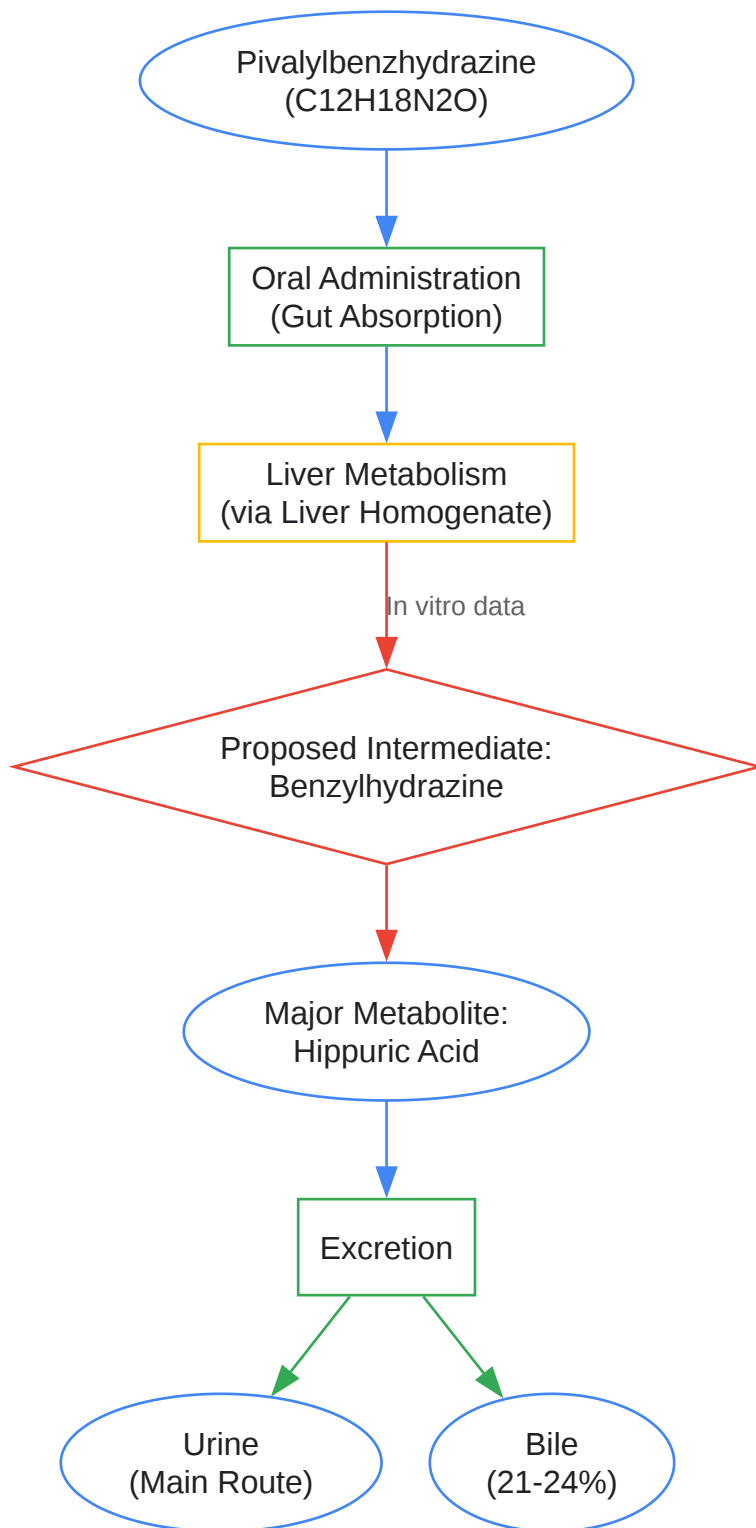 Pivalylbenzhydrazine
(C12H18N2O)
Oral Administration
(Gut Absorption)
Liver Metabolism
(via Liver Homogenate)
In vitro data
Proposed Intermediate:
Benzylhydrazine
Major Metabolite:
Hippuric Acid
Excretion
Urine
(Main Route)
Bile
(21-24%)